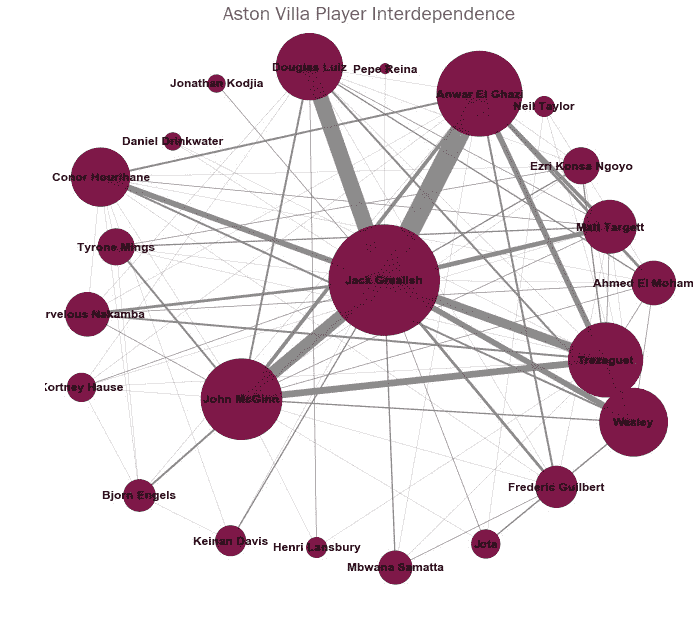 Aston Villa Player Interdependence
Douglas Luiz
Pepe Reina
Jonathan Kodjia
Anwar El Ghazi
Neil Taylor
Daniel Drinkwater
Ezri Konsa Ngoyo
Conor Hourihane
Matt Targett
Tyrone Mings
Jack Grealish
Ahmed El Moham
rvelous Nakamba
Trezeguet
Kortney Hause
John McGinn
Wesley
Frederic Guilbert
Bjorn Engels
Keinan Davis
Henri Lansbury
Jota
Mbwana Samatta